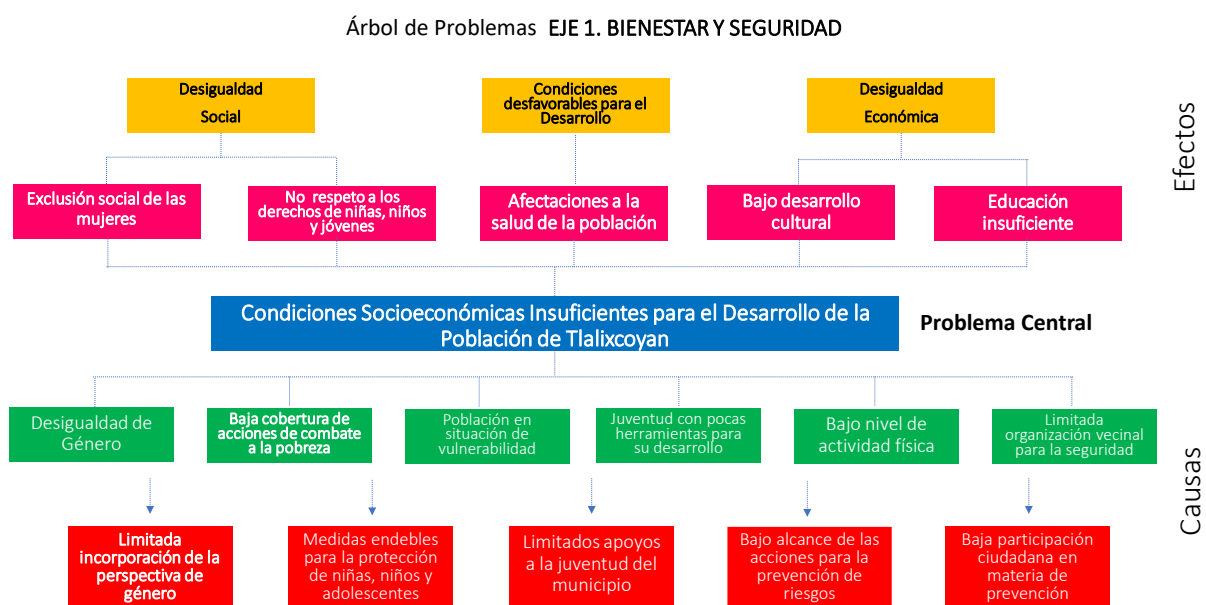 Árbol de Problemas EJE 1. BIENESTAR Y SEGURIDAD
Desigualdad
Social
Condiciones
desfavorables para el
Desarrollo
Desigualdad
Económica
Efectos
Exclusión social de las
mujeres
No respeto a los
derechos de niñas, niños
y jóvenes
Afectaciones a la
salud de la población
Bajo desarrollo
cultural
Educación
insuficiente
Condiciones Socioeconómicas Insuficientes para el Desarrollo de la
Población de Tlalixcoyan
Problema Central
Desigualdad de
Género
Baja cobertura de
acciones de combate
a la pobreza
Población en
situación de
vulnerabilidad
Juventud con pocas
herramientas para
su desarrollo
Bajo nivel de
actividad física
Limitada
organización vecinal
para la seguridad
Causas
Limitada
incorporación de la
perspectiva de
género
Medidas endebles
para la protección
de niñas, niños y
adolescentes
Limitados apoyos
a la juventud del
municipio
Bajo alcance de las
acciones para la
prevención de
riesgos
Baja participación
ciudadana en
materia de
prevención